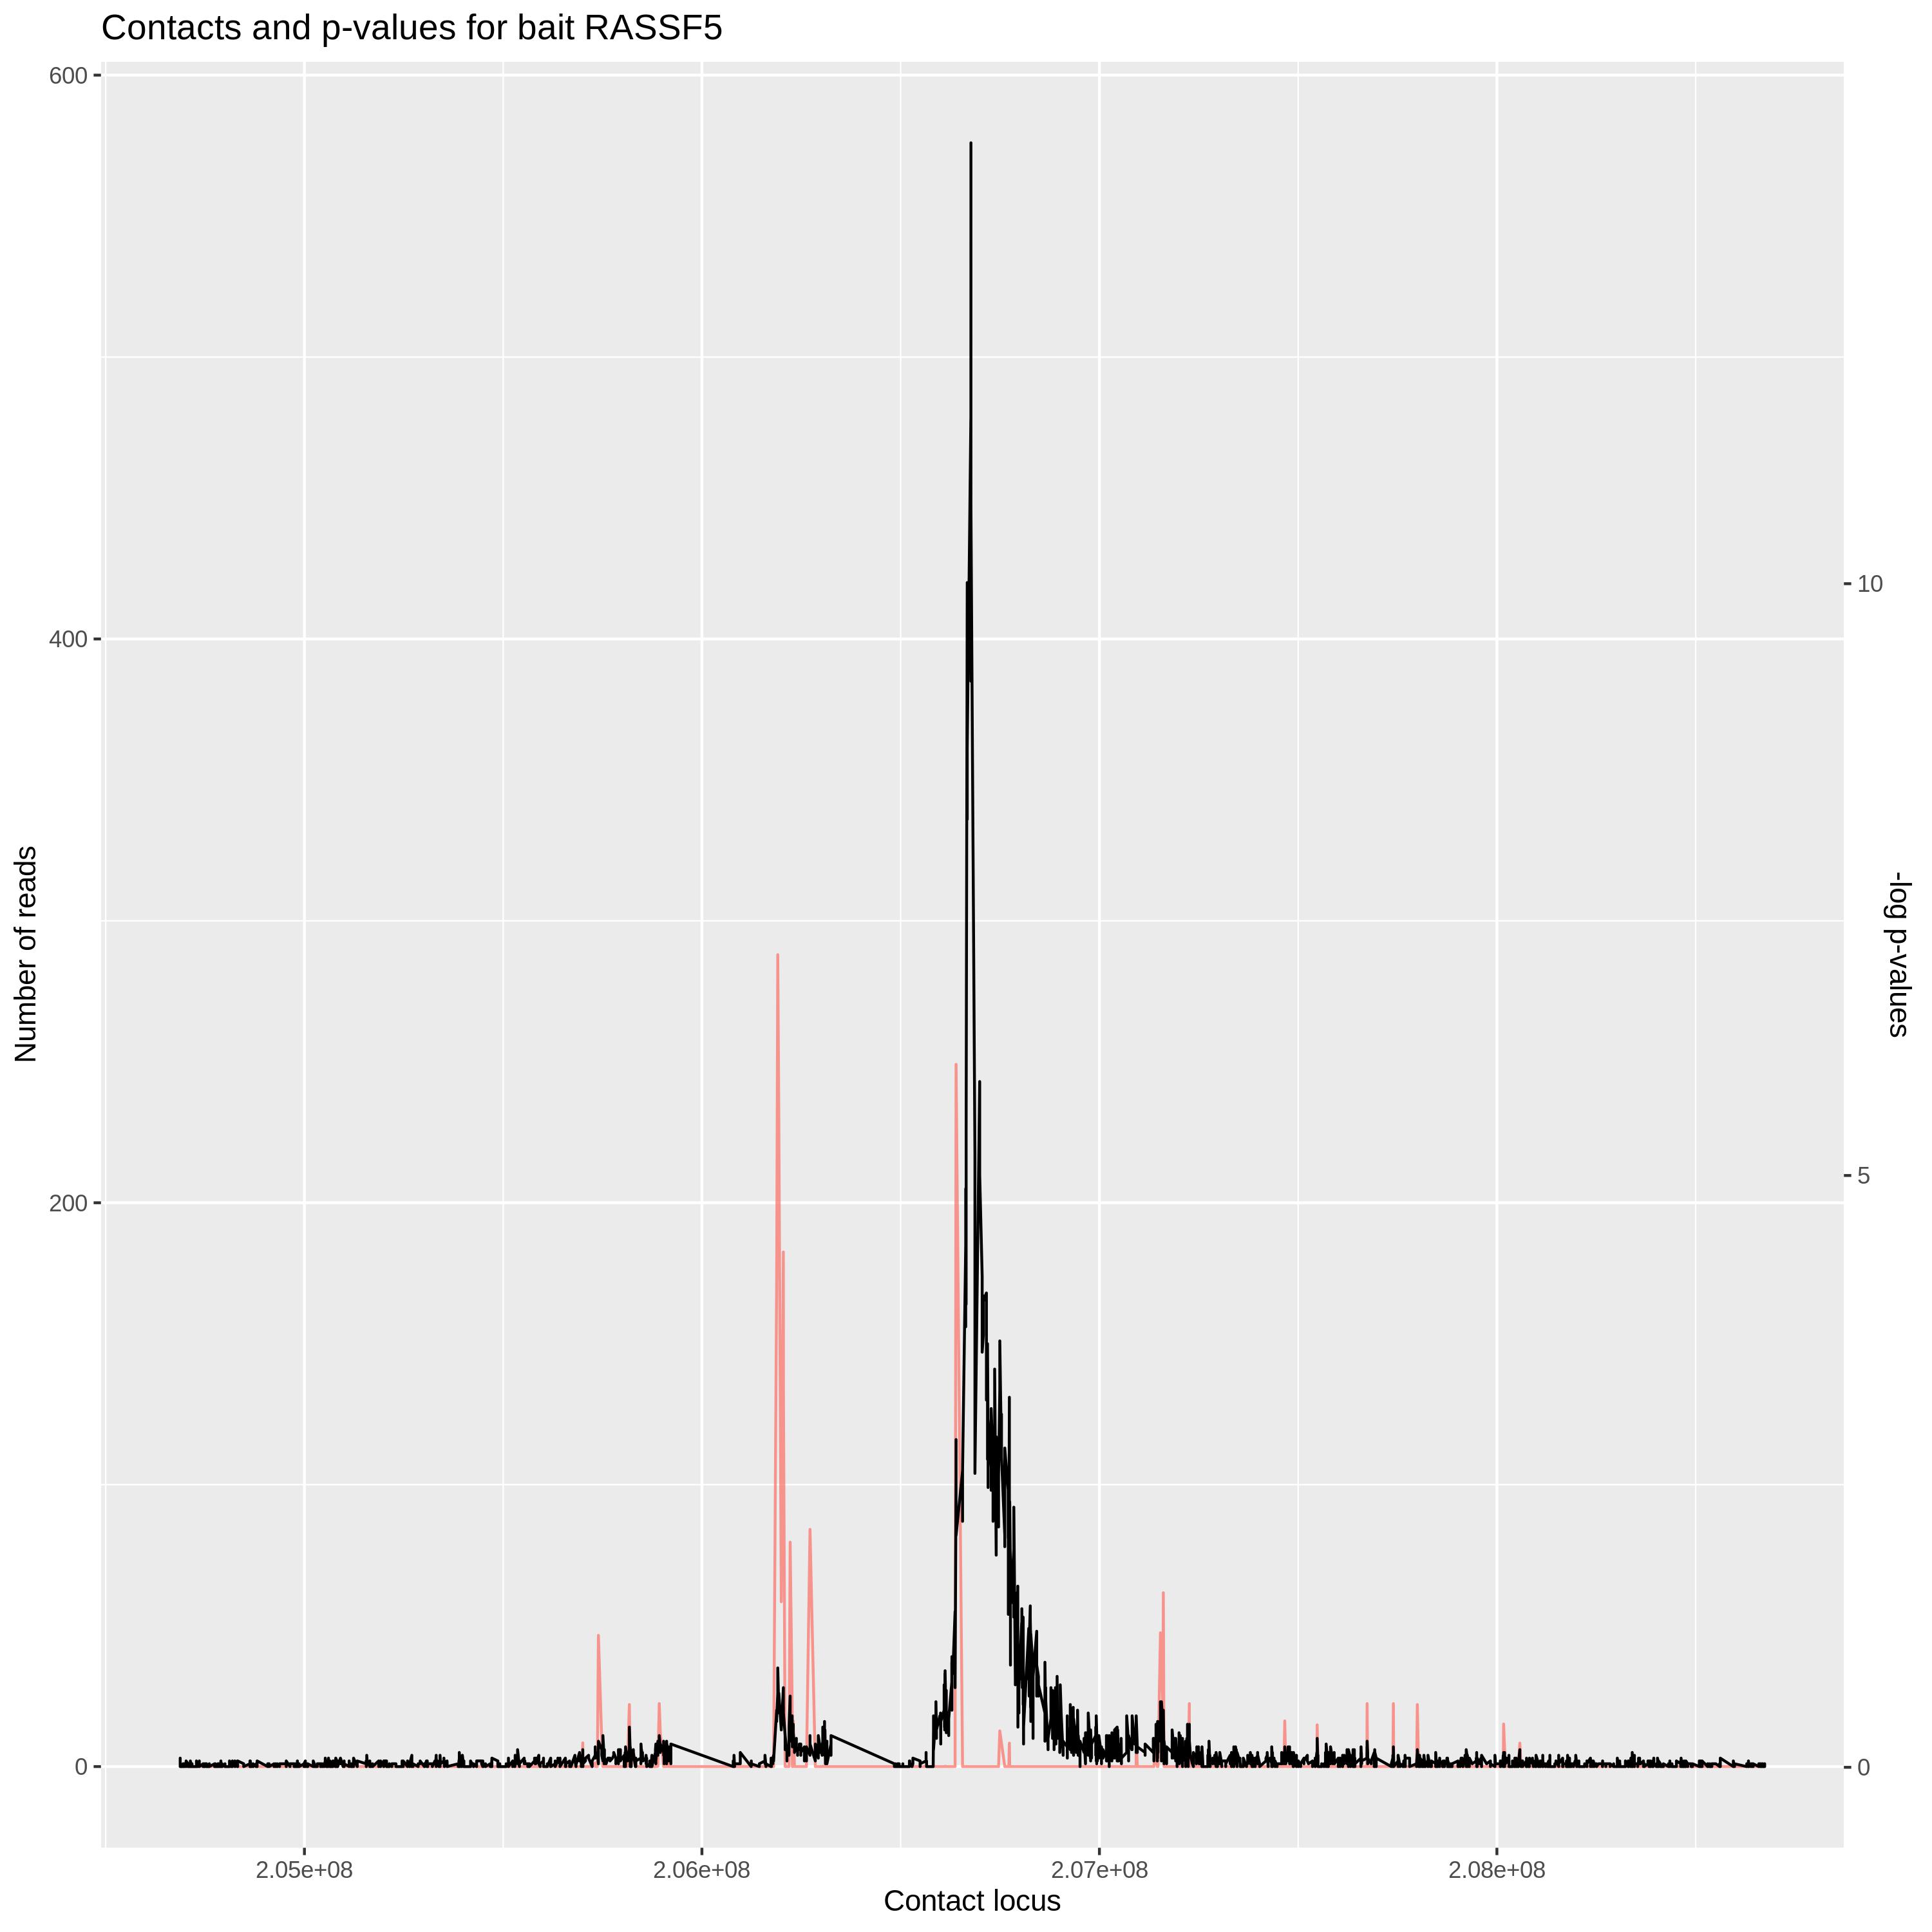 Contacts and p-values for bait RASSF5
600
400
200
0
Number of reads
10
5
0
-log p-values
2.05e+08
2.06e+08
2.07e+08
2.08e+08
Contact locus